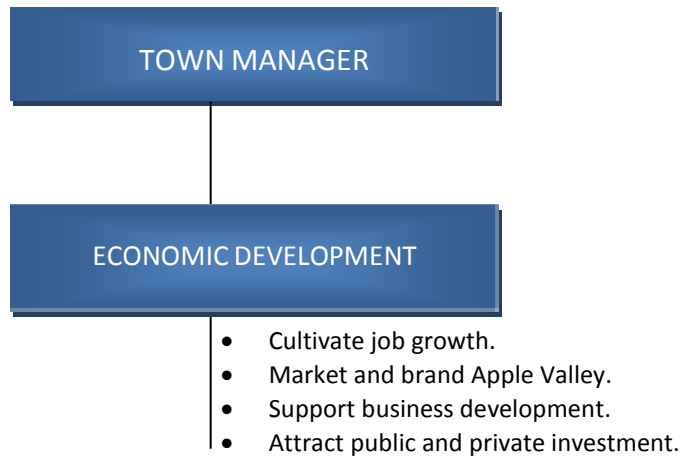 TOWN MANAGER
ECONOMIC DEVELOPMENT
• Cultivate job growth.
• Market and brand Apple Valley.
• Support business development.
• Attract public and private investment.